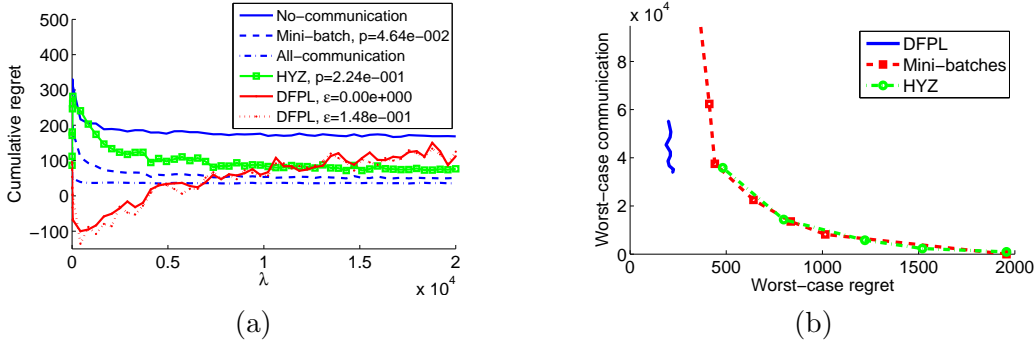 500
400
300
200
100
0
−100
Cumulative regret
No−communication
Mini−batch, p=4.64e−002
All−communication
HYZ, p=2.24e−001
DFPL, ε=0.00e+000
DFPL, ε=1.48e−001
0 0.5 1 1.5 2
λ
x 10^4
(a)
x 10^4
8
6
4
2
0
Worst−case communication
DFPL
Mini−batches
HYZ
0 500 1000 1500 2000
Worst−case regret
(b)